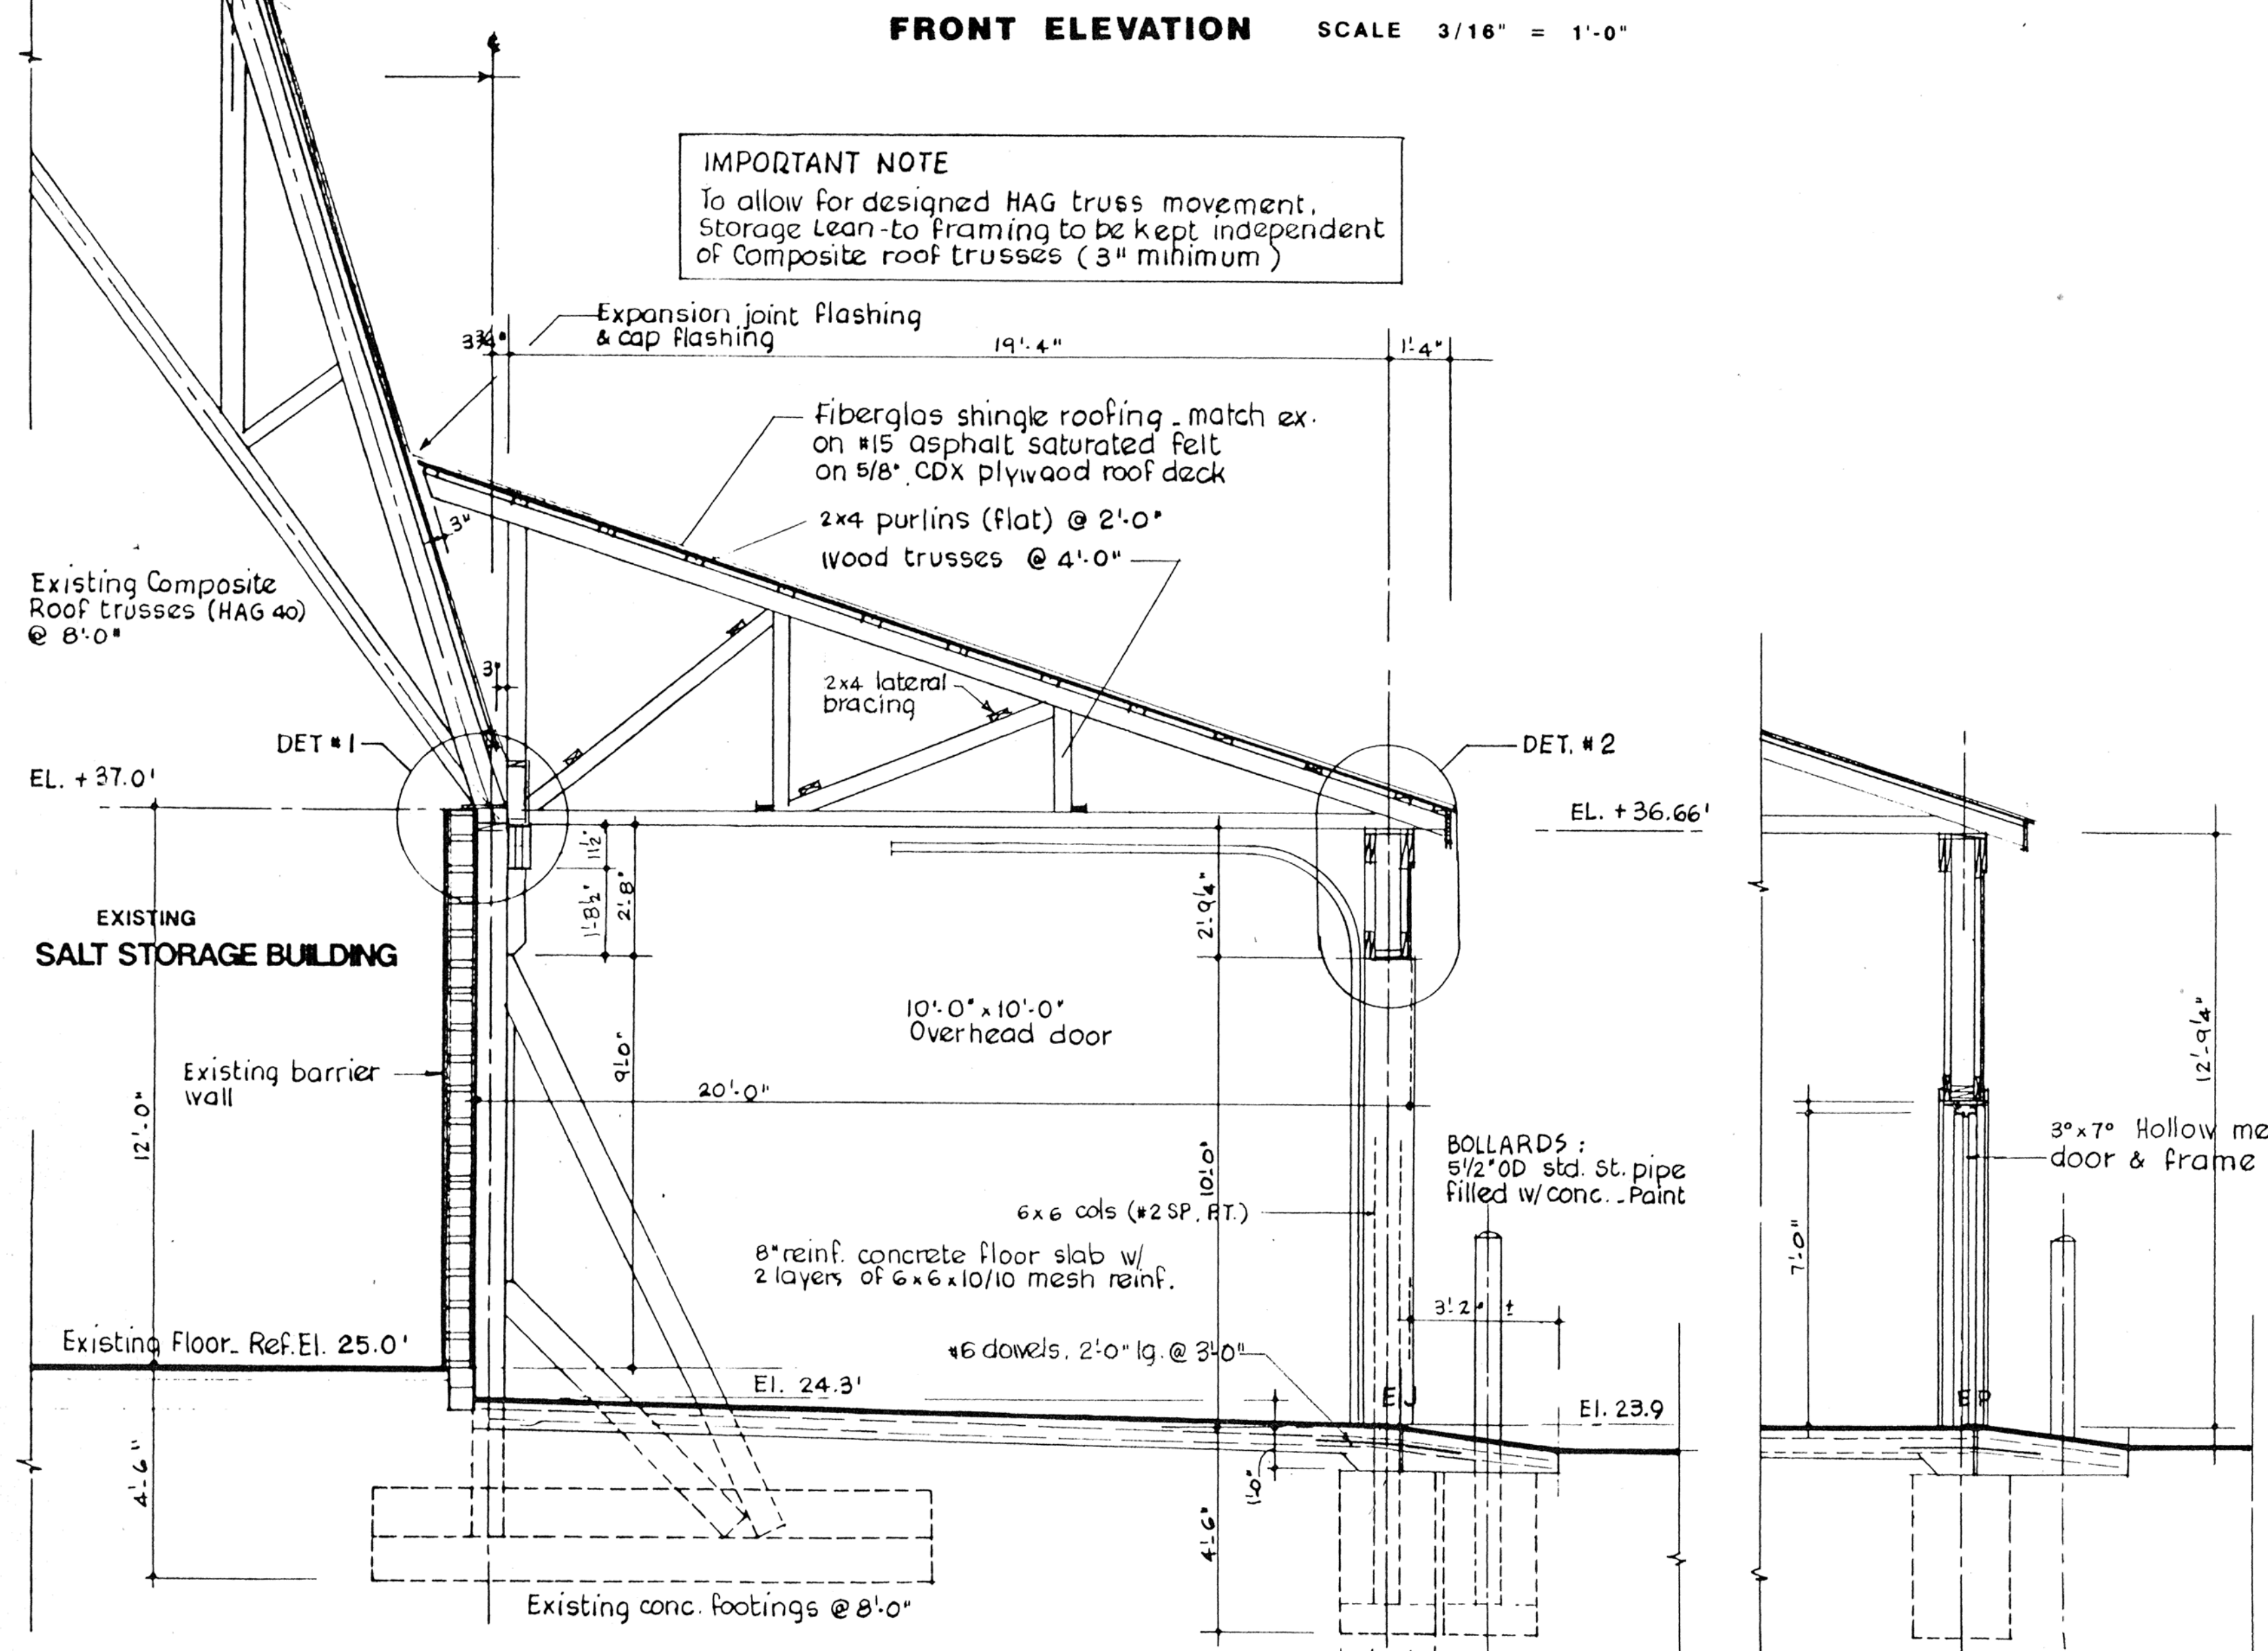 FRONT ELEVATION SCALE 3/16" = 1'-0"
IMPORTANT NOTE
To allow for designed HAG truss movement,
Storage Lean-to framing to be kept independent
of Composite roof trusses (3" minimum)
Expansion joint flashing
& cap flashing
3¾"
19'-4"
1'-4"
Fiberglas shingle roofing - match ex.
on #15 asphalt saturated felt
on 5/8" CDX plywood roof deck
2x4 purlins (flat) @ 2'-0"
Wood trusses @ 4'-0"
3"
Existing Composite
Roof trusses (HAG 40)
@ 8'-0"
3"
2x4 lateral
bracing
DET #1
DET. #2
EL. + 37.0'
EL. + 36.66'
11½"
1'-8½"
2'-8"
2'-9¼"
EXISTING
SALT STORAGE BUILDING
10'-0" x 10'-0"
Overhead door
9'-0"
12'-9¼"
Existing barrier
wall
20'-0"
12'-0"
BOLLARDS :
5 1/2" OD std. st. pipe
filled w/ conc. - Paint
3° x 7° Hollow me
door & frame
10'-0"
6x6 cols (#2 SP, P.T.)
7'-0"
8" reinf. concrete floor slab w/
2 layers of 6x6x10/10 mesh reinf.
3'-2" ±
Existing Floor - Ref. El. 25.0'
#6 dowels, 2'-0" lg. @ 3'-0"
El. 24.3'
E J
El. 23.9
E P
4'-6"
1'-0"
4'-6"
Existing conc. footings @ 8'-0"